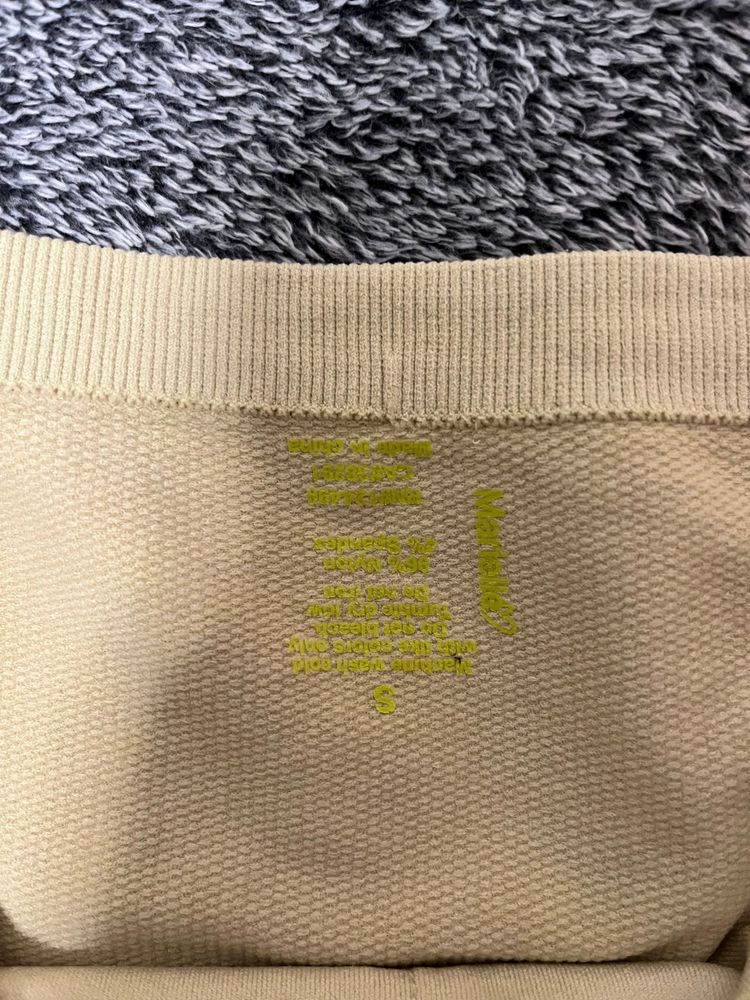 S
Machine wash cold
with like colors only
Do not bleach
Tumble dry low
Do not iron
96% Nylon
4% Spandex
Made in china